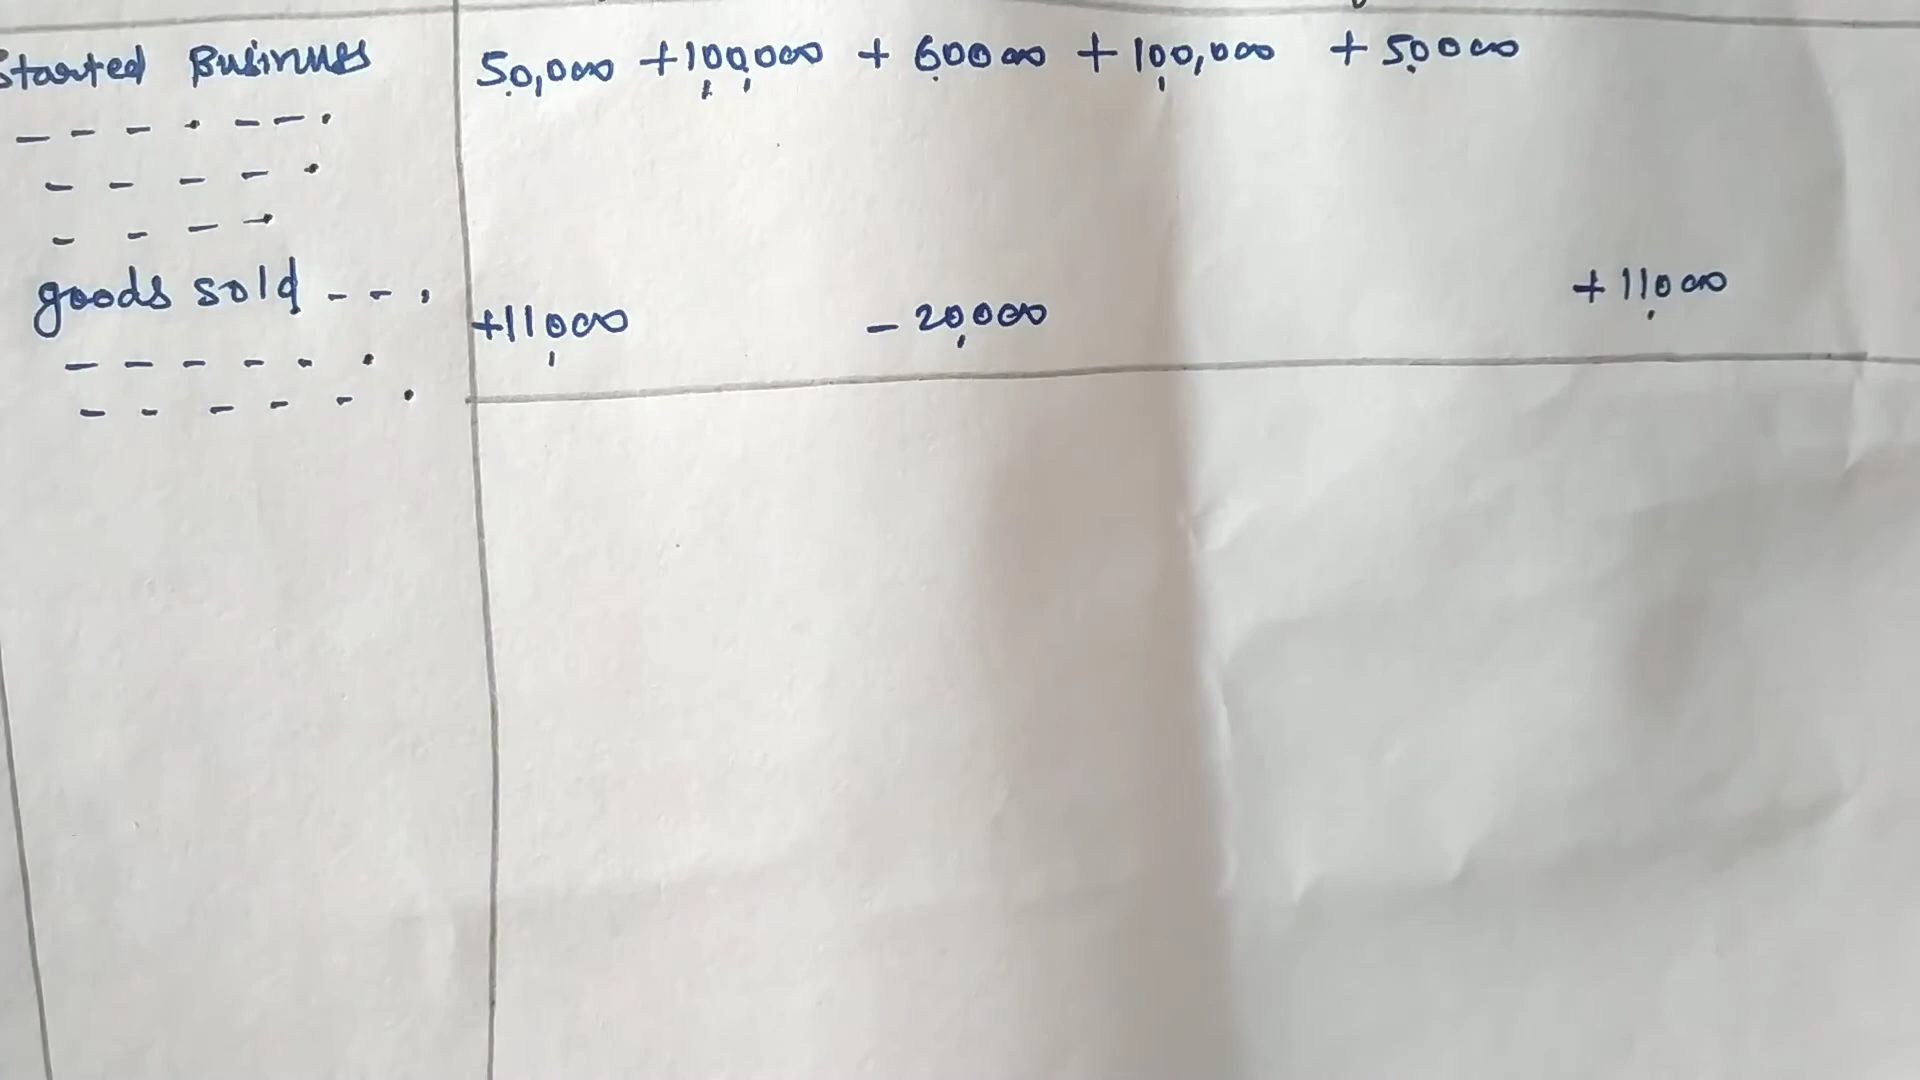 Started Business 50,000 +100,000 + 60000 + 100,000 + 50000
- - - - - - .
- - - - .
- - - -
goods sold - - . +11000 - 20,000 +11000
- - - - - .
- - - - - .